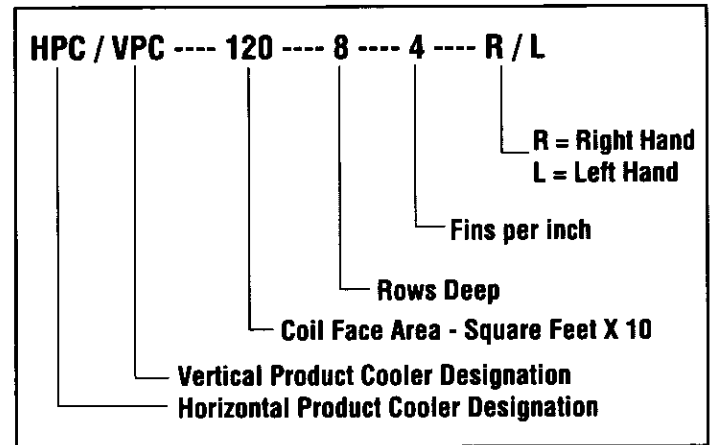 HPC / VPC ---- 120 ---- 8 ---- 4 ---- R / L
R = Right Hand
L = Left Hand
Fins per inch
Rows Deep
Coil Face Area - Square Feet X 10
Vertical Product Cooler Designation
Horizontal Product Cooler Designation